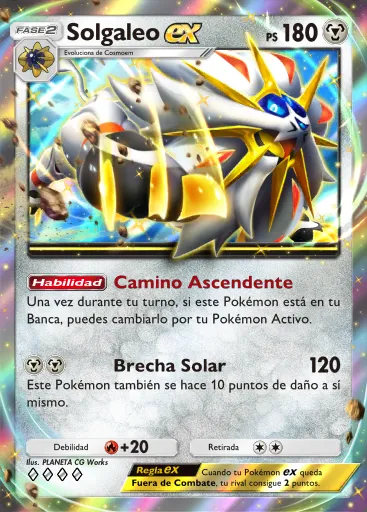 FASE 2 Solgaleo ex PS 180
Evoluciona de Cosmoem
Habilidad Camino Ascendente
Una vez durante tu turno, si este Pokémon está en tu
Banca, puedes cambiarlo por tu Pokémon Activo.
Brecha Solar 120
Este Pokémon también se hace 10 puntos de daño a sí
mismo.
Debilidad +20 Retirada
Ilus. PLANETA CG Works
Regla ex Cuando tu Pokémon ex queda
Fuera de Combate, tu rival consigue 2 puntos.